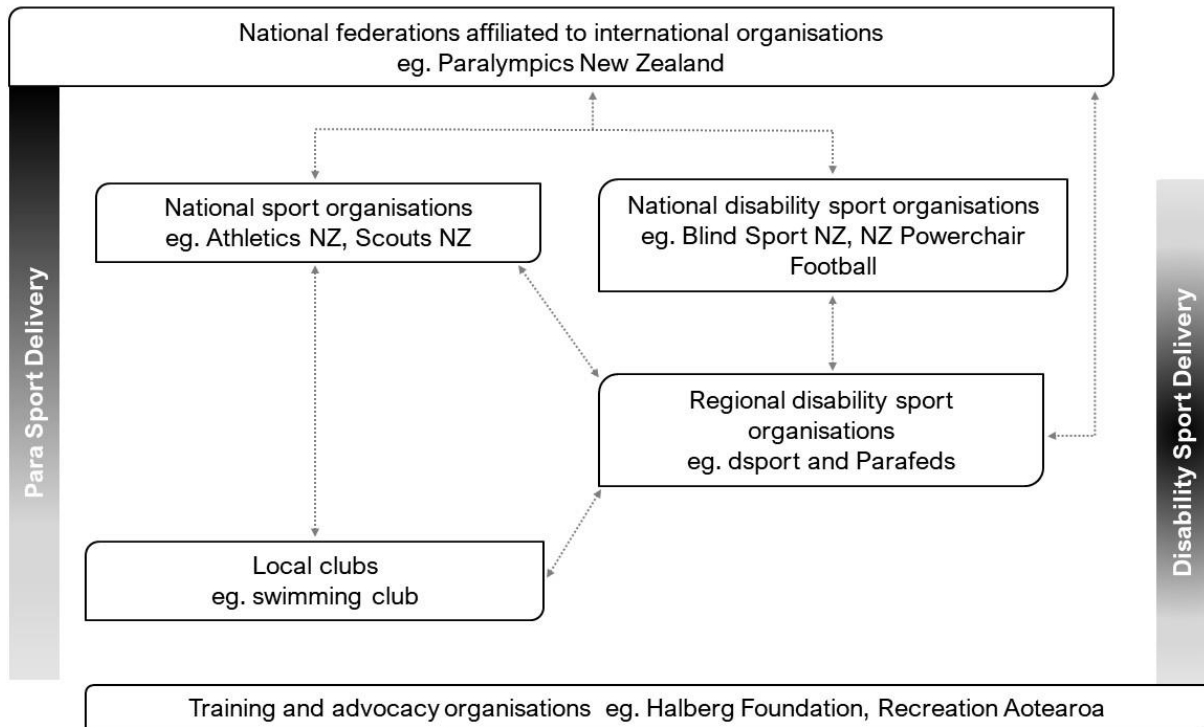 National federations affiliated to international organisations
eg. Paralympics New Zealand
National sport organisations
eg. Athletics NZ, Scouts NZ
National disability sport organisations
eg. Blind Sport NZ, NZ Powerchair
Football
Para Sport Delivery
Disability Sport Delivery
Regional disability sport
organisations
eg. dsport and Parafeds
Local clubs
eg. swimming club
Training and advocacy organisations eg. Halberg Foundation, Recreation Aotearoa